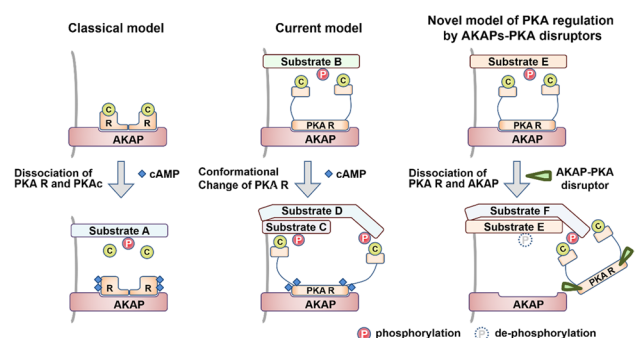 Classical model
Current model
Novel model of PKA regulation
by AKAPs-PKA disruptors
C
C
R
R
AKAP
Substrate B
P
C
C
PKA R
AKAP
Substrate E
P
C
C
PKA R
AKAP
Dissociation of
PKA R and PKAc
cAMP
Conformational
Change of PKA R
cAMP
Dissociation of
PKA R and AKAP
AKAP-PKA
disruptor
Substrate A
P
C
C
R
R
AKAP
Substrate D
Substrate C
C
P
P
C
PKA R
AKAP
Substrate F
Substrate E
P
P
C
C
PKA R
AKAP
P phosphorylation
P de-phosphorylation